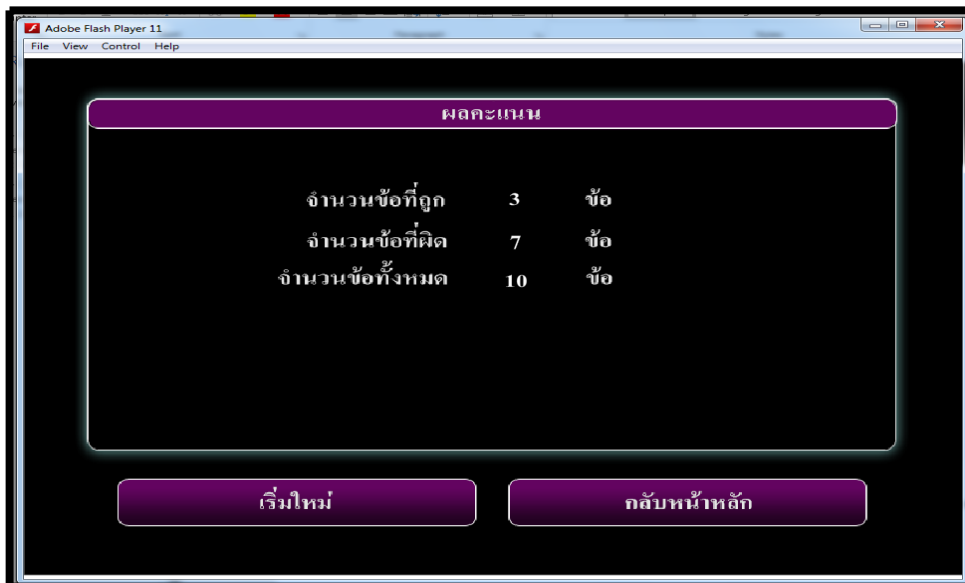 Adobe Flash Player 11
File View Control Help
ผลคะแนน
จำนวนข้อที่ถูก 3 ข้อ
จำนวนข้อที่ผิด 7 ข้อ
จำนวนข้อทั้งหมด 10 ข้อ
เริ่มใหม่ กลับหน้าหลัก